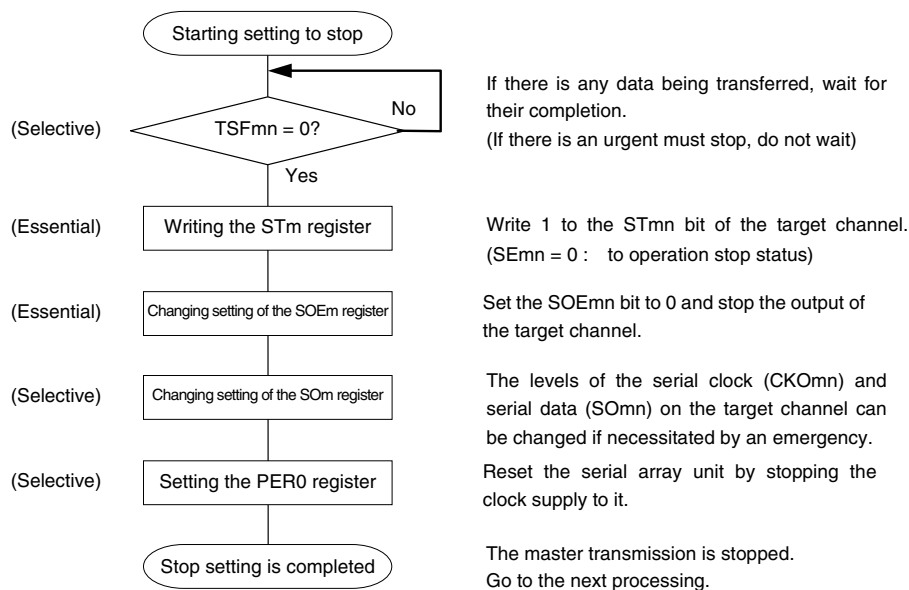 Starting setting to stop
No
If there is any data being transferred, wait for
their completion.
(If there is an urgent must stop, do not wait)
(Selective)
TSFmn = 0?
Yes
(Essential)
Writing the STm register
Write 1 to the STmn bit of the target channel.
(SEmn = 0 : to operation stop status)
(Essential)
Changing setting of the SOEm register
Set the SOEmn bit to 0 and stop the output of
the target channel.
(Selective)
Changing setting of the SOm register
The levels of the serial clock (CKOmn) and
serial data (SOmn) on the target channel can
be changed if necessitated by an emergency.
(Selective)
Setting the PER0 register
Reset the serial array unit by stopping the
clock supply to it.
Stop setting is completed
The master transmission is stopped.
Go to the next processing.